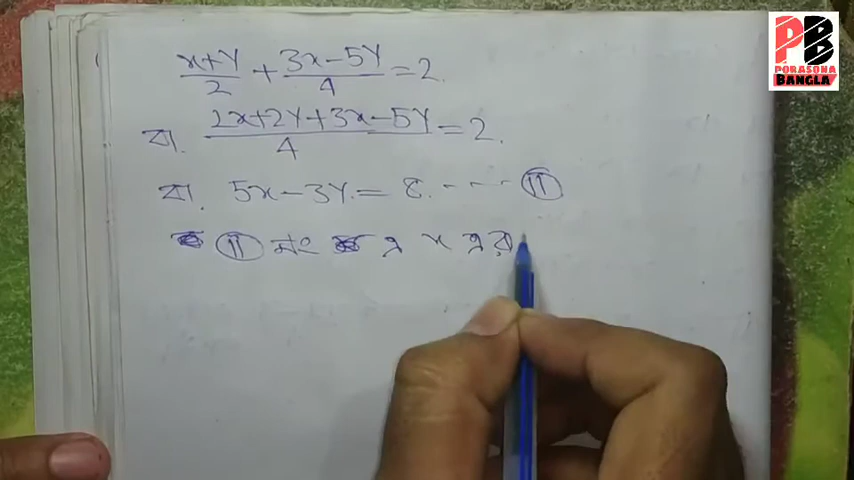 PB
PORASONA
BANGLA
x+y/2 + 3x-5y/4 = 2
বা. 2x+2y+3x-5y/4 = 2.
বা. 5x-3y. = 8. --- (ii)
(ii) নং এ x এর